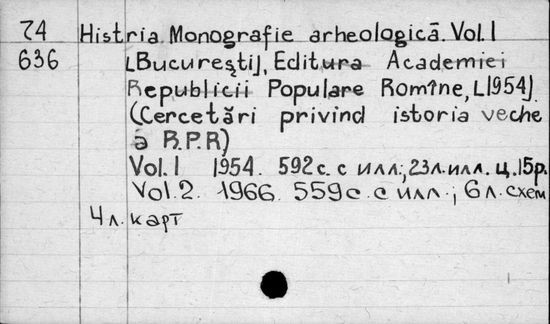 74 Histria Monografie arheologică. Vol. I
636 [Bucureşti], Editura Academiei
Republicii Populare Romîne, [1954]
(Cercetări privind istoria veche
a R.P.R)
Vol. I 1954. 592 с. с илл.; 23 л. илл. ц. 15 р.
Vol. 2. 1966. 559 с. с илл.; 6 л. схем
4 л. карт